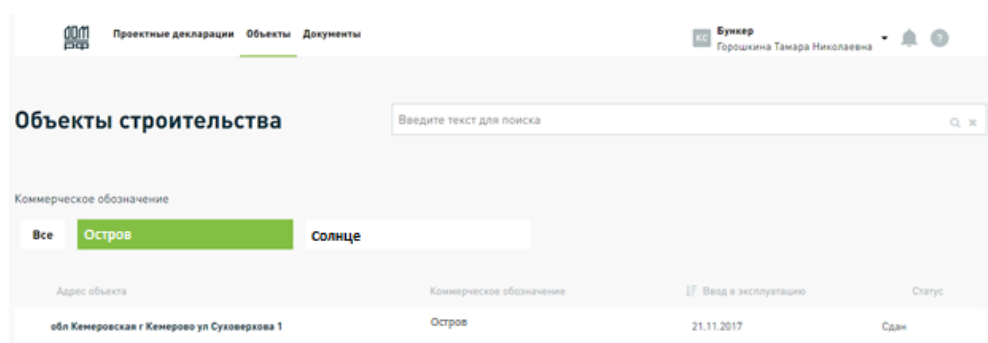 ДОМ Проектные декларации Объекты Документы КС Бункер
РФ Горошкина Тамара Николаевна ?
Объекты строительства Введите текст для поиска
Коммерческое обозначение
Все Остров Солнце
Адрес объекта Коммерческое обозначение Ввод в эксплуатацию Статус
обл Кемеровская г Кемерово ул Суховерхова 1 Остров 21.11.2017 Сдан